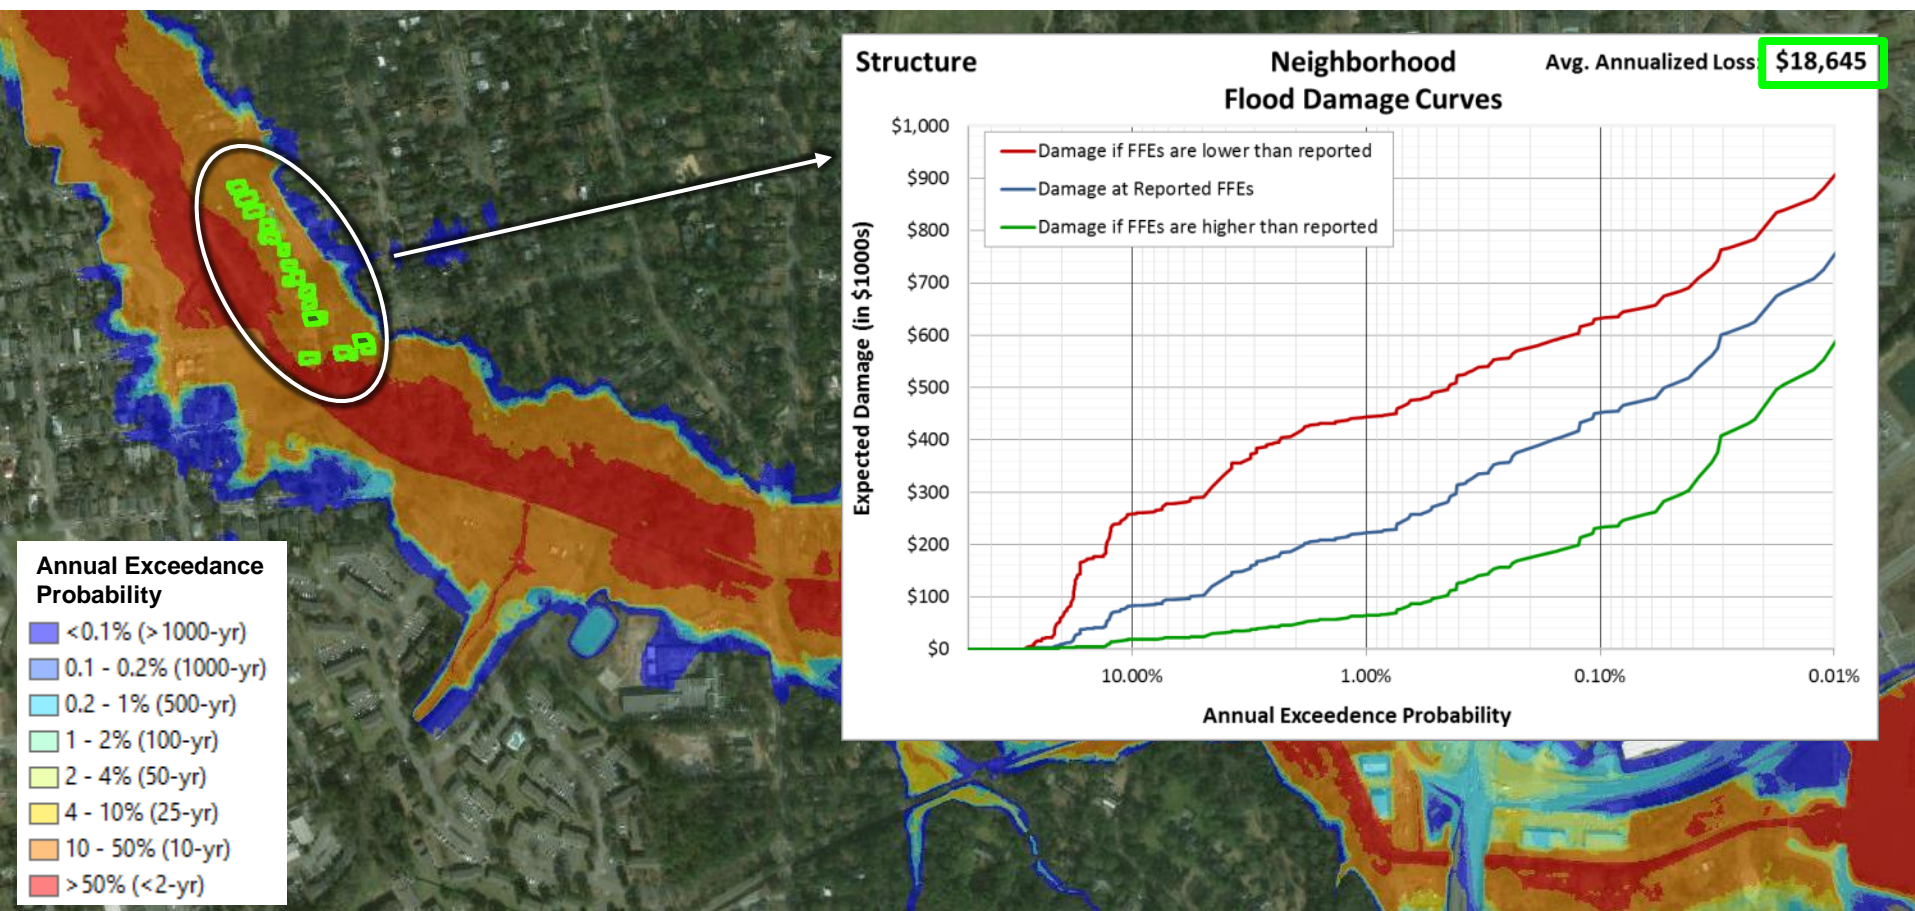 Structure
Neighborhood
Flood Damage Curves
Avg. Annualized Loss: $18,645
Damage if FFEs are lower than reported
Damage at Reported FFEs
Damage if FFEs are higher than reported
Expected Damage (in $1000s)
$1,000
$900
$800
$700
$600
$500
$400
$300
$200
$100
$0
10.00% 1.00% 0.10% 0.01%
Annual Exceedence Probability
Annual Exceedance
Probability
<0.1% (>1000-yr)
0.1 - 0.2% (1000-yr)
0.2 - 1% (500-yr)
1 - 2% (100-yr)
2 - 4% (50-yr)
4 - 10% (25-yr)
10 - 50% (10-yr)
>50% (<2-yr)